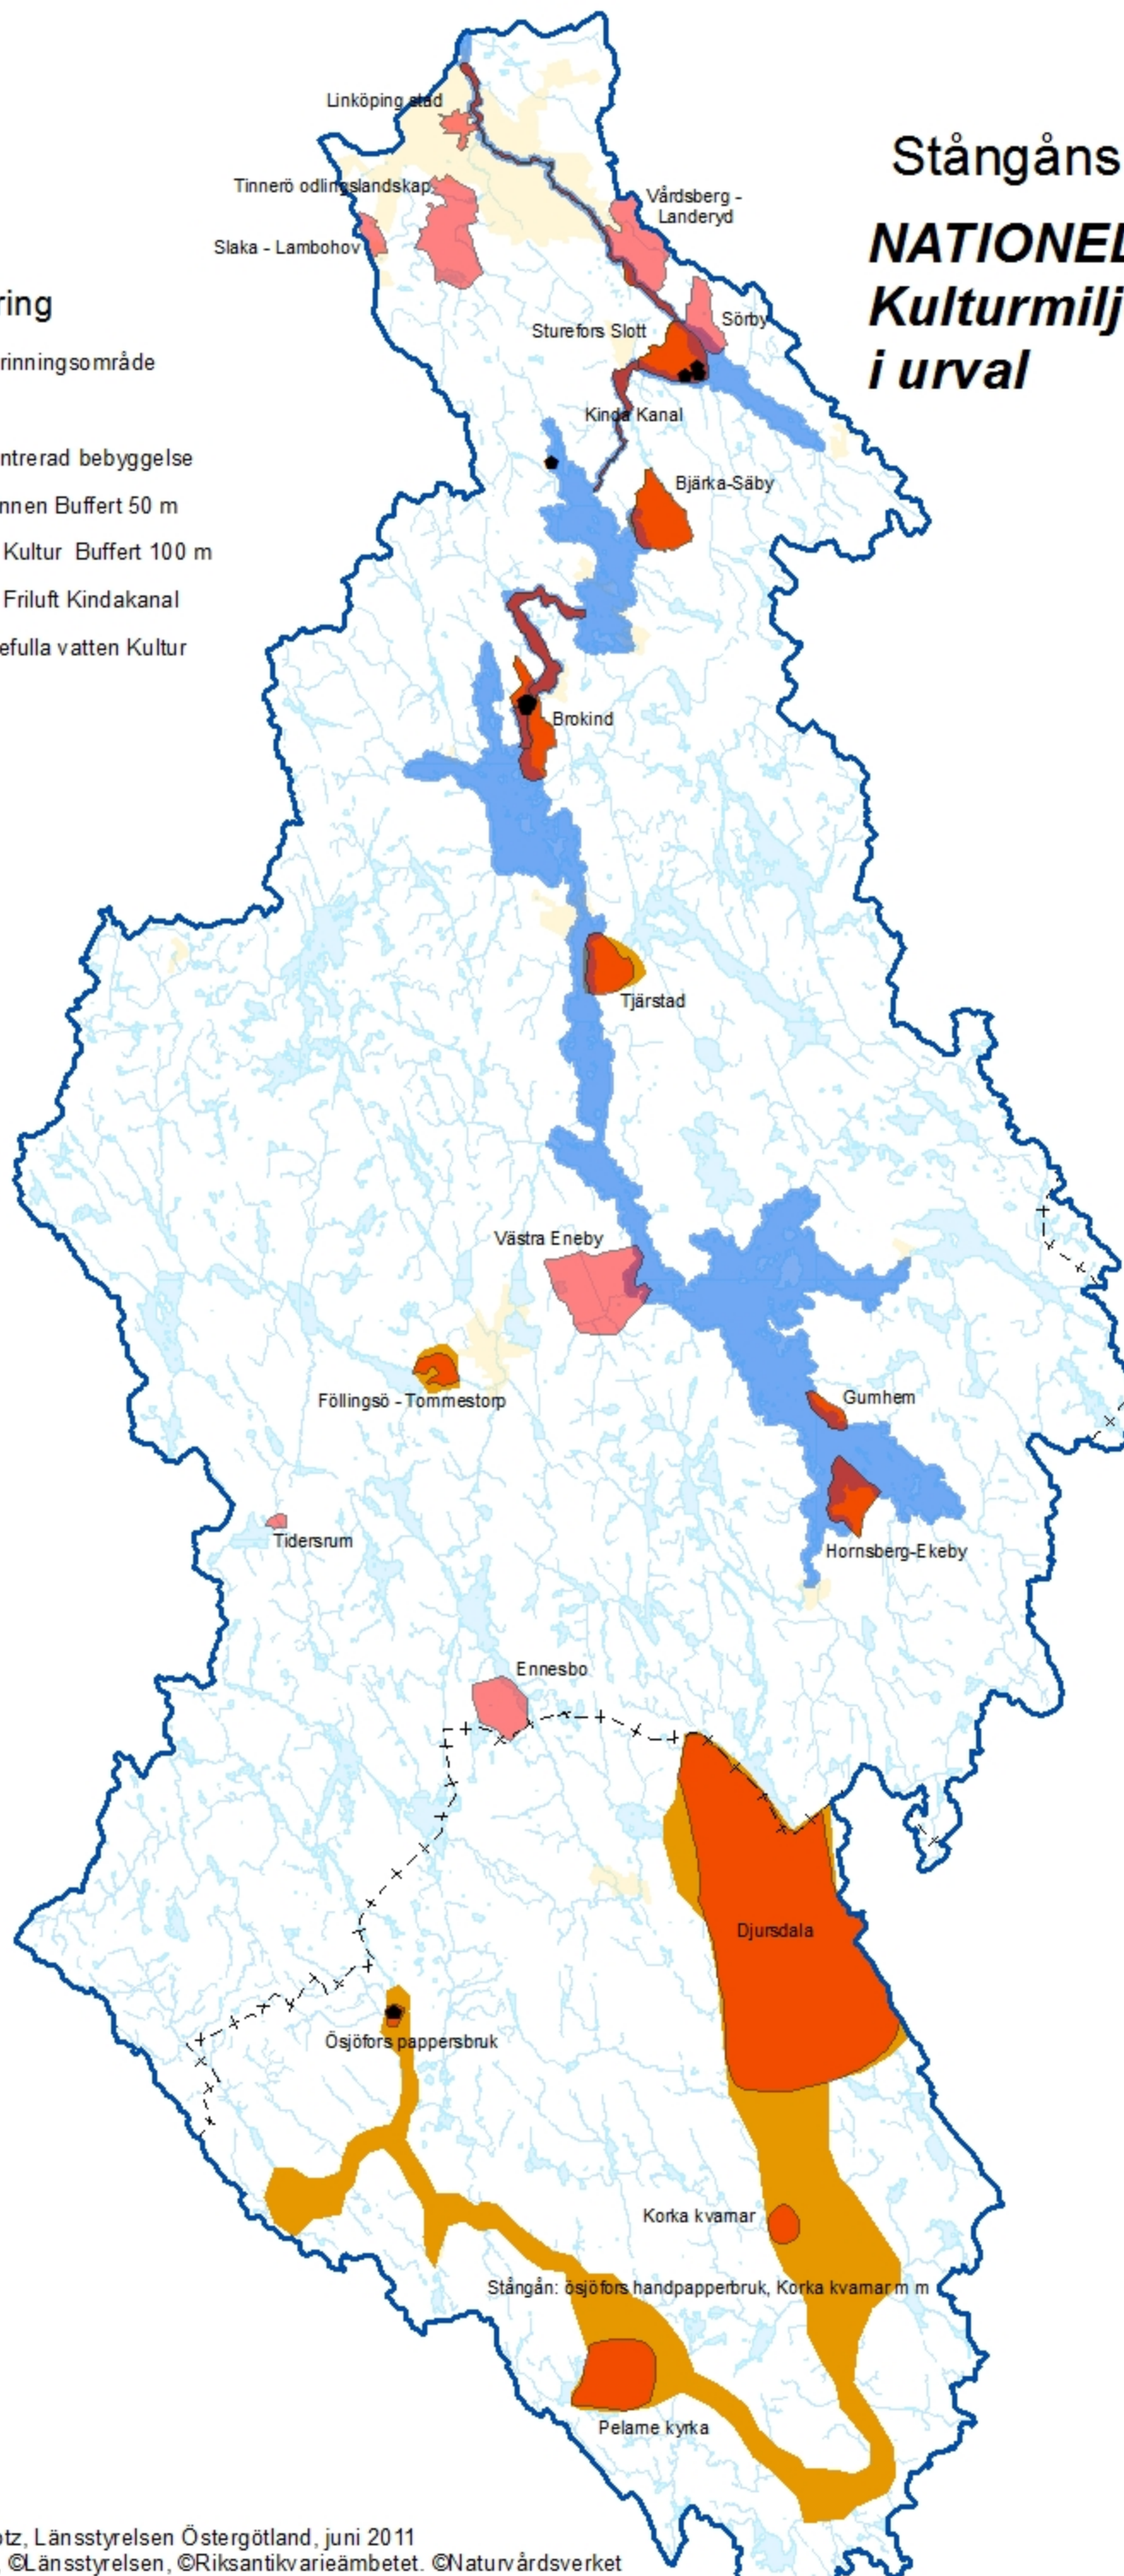 Stångåns
NATIONEL
Kulturmilj
i urval
ring
rinningsområde
ntrerad bebyggelse
nnen Buffert 50 m
Kultur Buffert 100 m
Friluft Kindakanal
efulla vatten Kultur
Linköping stad
Tinnerö odlingslandskap
Slaka - Lambohov
Vårdsberg -
Landeryd
Sörby
Sturefors Slott
Kinda Kanal
Bjärka-Säby
Brokind
Tjärstad
Västra Eneby
Föllingsö - Tommestorp
Gumhem
Tidersrum
Hornsberg-Ekeby
Ennesbo
Djursdala
Ösjöfors pappersbruk
Korka kvarnar
Stångån: ösjöfors handpapperbruk, Korka kvarnar m m
Pelarne kyrka
otz, Länsstyrelsen Östergötland, juni 2011
, ©Länsstyrelsen, ©Riksantikvarieämbetet. ©Naturvårdsverket